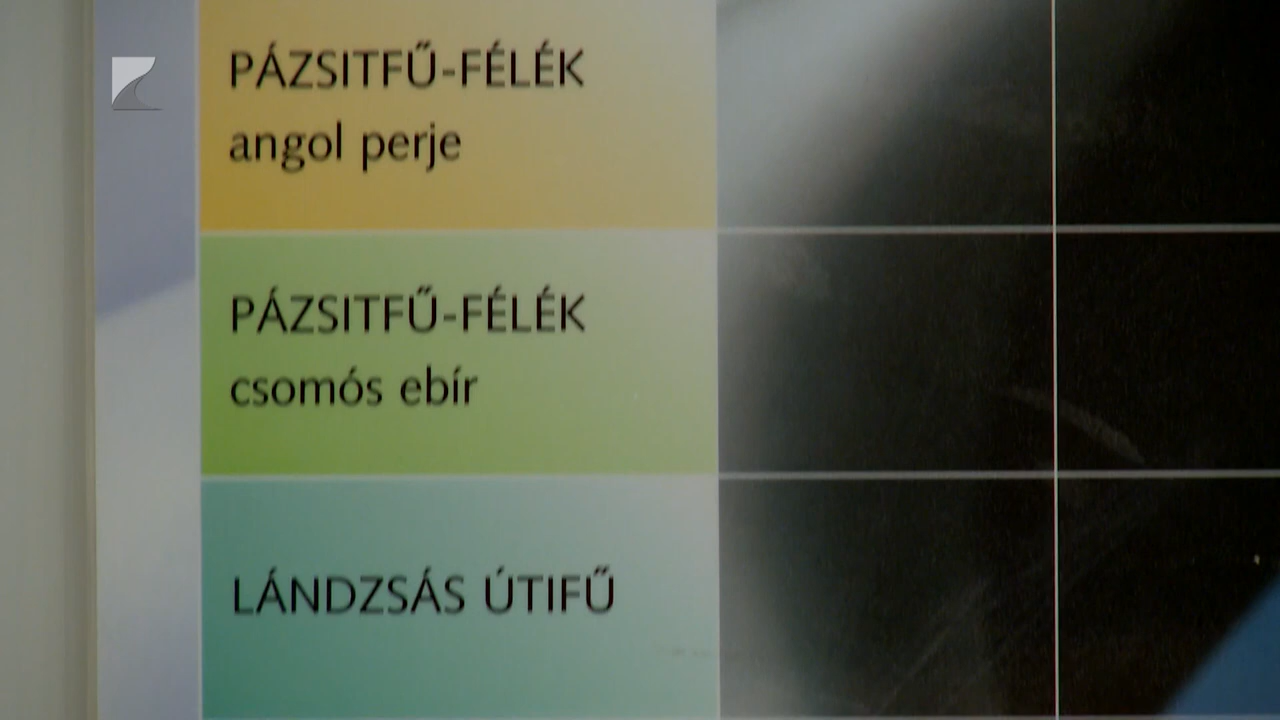 PÁZSITFŰ-FÉLÉK
angol perje
PÁZSITFŰ-FÉLÉK
csomós ebír
LÁNDZSÁS ÚTIFŰ